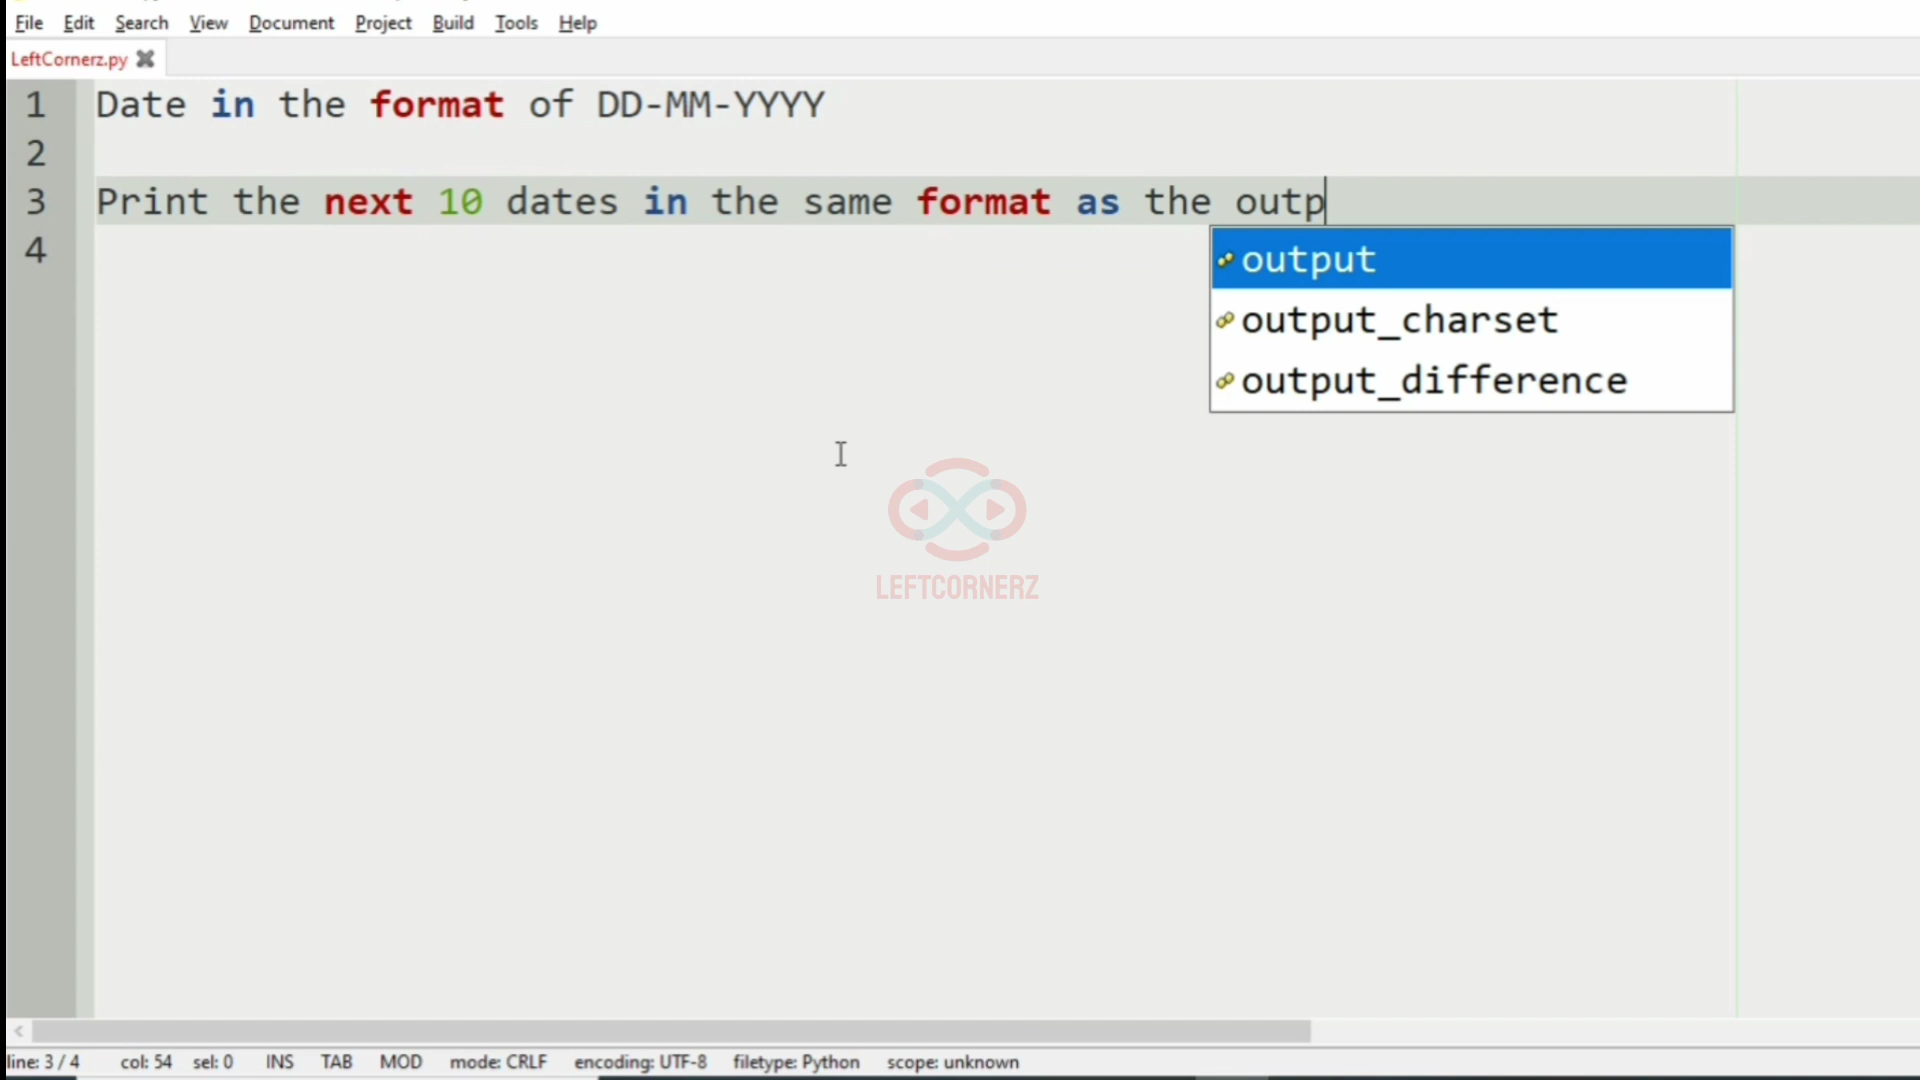 File Edit Search View Document Project Build Tools Help
LeftCornerz.py
1 Date in the format of DD-MM-YYYY
2
3 Print the next 10 dates in the same format as the outp
4
output
output_charset
output_difference
LEFTCORNERZ
line: 3 / 4 col: 54 sel: 0 INS TAB MOD mode: CRLF encoding: UTF-8 filetype: Python scope: unknown